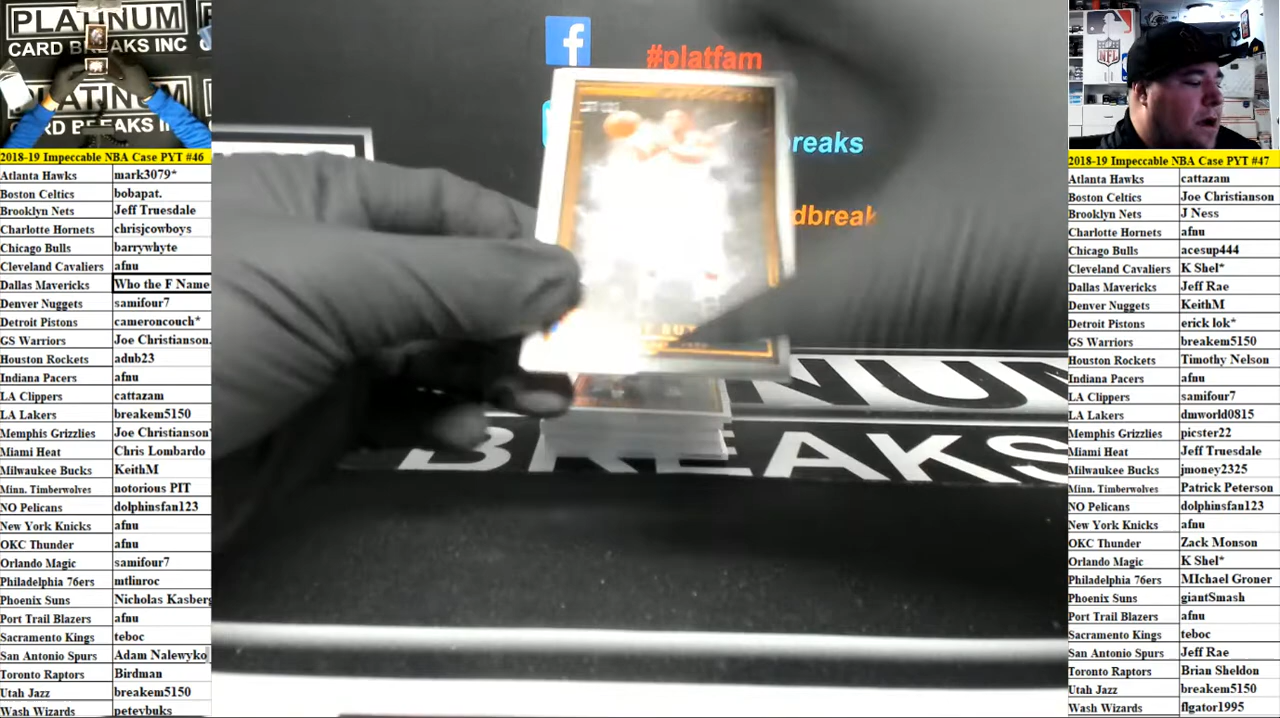 PLATINUM
CARD BREAKS INC
PLATINUM
CARD BREAKS INC
2018-19 Impeccable NBA Case PYT #46
Atlanta Hawks mark3079*
Boston Celtics bobapat.
Brooklyn Nets Jeff Truesdale
Charlotte Hornets chrisjcowboys
Chicago Bulls barrywhyte
Cleveland Cavaliers afnu
Dallas Mavericks Who the F Name
Denver Nuggets samifour7
Detroit Pistons cameroncouch*
GS Warriors Joe Christianson.
Houston Rockets adub23
Indiana Pacers afnu
LA Clippers cattazam
LA Lakers breakem5150
Memphis Grizzlies Joe Christianson*
Miami Heat Chris Lombardo
Milwaukee Bucks KeithM
Minn. Timberwolves notorious PIT
NO Pelicans dolphinsfan123
New York Knicks afnu
OKC Thunder afnu
Orlando Magic samifour7
Philadelphia 76ers mtlinroc
Phoenix Suns Nicholas Kasberg
Port Trail Blazers afnu
Sacramento Kings teboc
San Antonio Spurs Adam Nalewyko
Toronto Raptors Birdman
Utah Jazz breakem5150
Wash Wizards peteybuks
f
#platfam
breaks
dbreak
NUM
BREAKS
MLB
NFL
2018-19 Impeccable NBA Case PYT #47
Atlanta Hawks cattazam
Boston Celtics Joe Christianson
Brooklyn Nets J Ness
Charlotte Hornets afnu
Chicago Bulls acesup444
Cleveland Cavaliers K Shel*
Dallas Mavericks Jeff Rae
Denver Nuggets KeithM
Detroit Pistons erick lok*
GS Warriors breakem5150
Houston Rockets Timothy Nelson
Indiana Pacers afnu
LA Clippers samifour7
LA Lakers dmworld0815
Memphis Grizzlies picster22
Miami Heat Jeff Truesdale
Milwaukee Bucks jmoney2325
Minn. Timberwolves Patrick Peterson
NO Pelicans dolphinsfan123
New York Knicks afnu
OKC Thunder Zack Monson
Orlando Magic K Shel*
Philadelphia 76ers MIchael Groner
Phoenix Suns giantSmash
Port Trail Blazers afnu
Sacramento Kings teboc
San Antonio Spurs Jeff Rae
Toronto Raptors Brian Sheldon
Utah Jazz breakem5150
Wash Wizards flgator1995